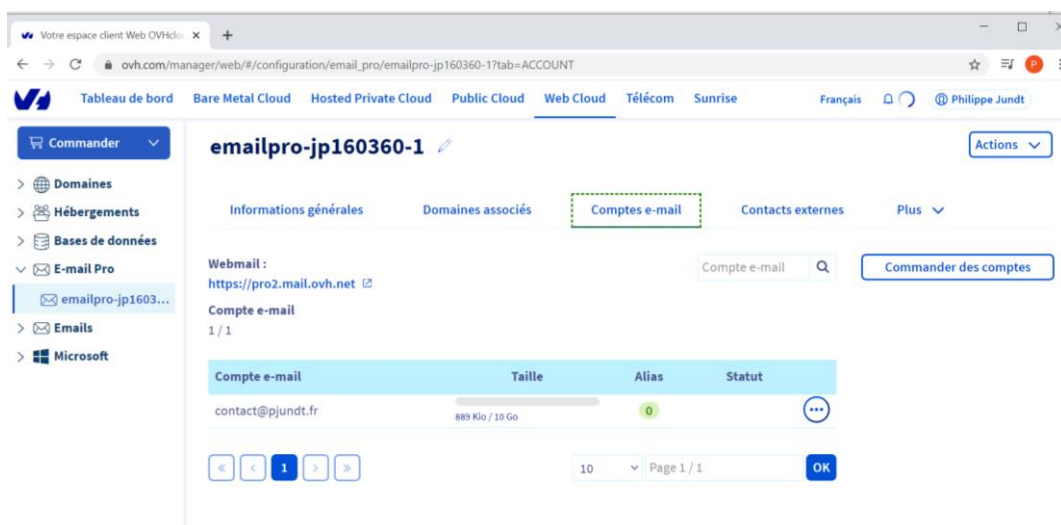 Votre espace client Web OVHclo
ovh.com/manager/web/#/configuration/email_pro/emailpro-jp160360-1?tab=ACCOUNT
P
Tableau de bord Bare Metal Cloud Hosted Private Cloud Public Cloud Web Cloud Télécom Sunrise Français Philippe Jundt
Commander
emailpro-jp160360-1
Actions
Domaines
Hébergements
Bases de données
E-mail Pro
emailpro-jp1603...
Emails
Microsoft
Informations générales Domaines associés Comptes e-mail Contacts externes Plus
Webmail :
https://pro2.mail.ovh.net
Compte e-mail
1 / 1
Compte e-mail
Commander des comptes
Compte e-mail Taille Alias Statut
contact@pjundt.fr 889 Kio / 10 Go 0
« < 1 > » 10 Page 1 / 1 OK